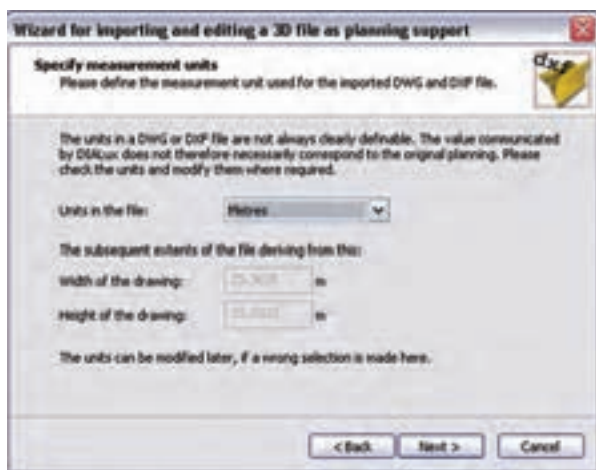 Wizard for importing and editing a 3D file as planning support
Specify measurement units
Please define the measurement unit used for the imported DWG and DXF file.
dxf
The units in a DWG or DXF file are not always clearly definable. The value communicated
by DIALux does not therefore necessarily correspond to the original planning. Please
check the units and modify them where required.
Units in the file: Metres
The subsequent extents of the file deriving from this:
Width of the drawing: m
Height of the drawing: m
The units can be modified later, if a wrong selection is made here.
< Back Next > Cancel